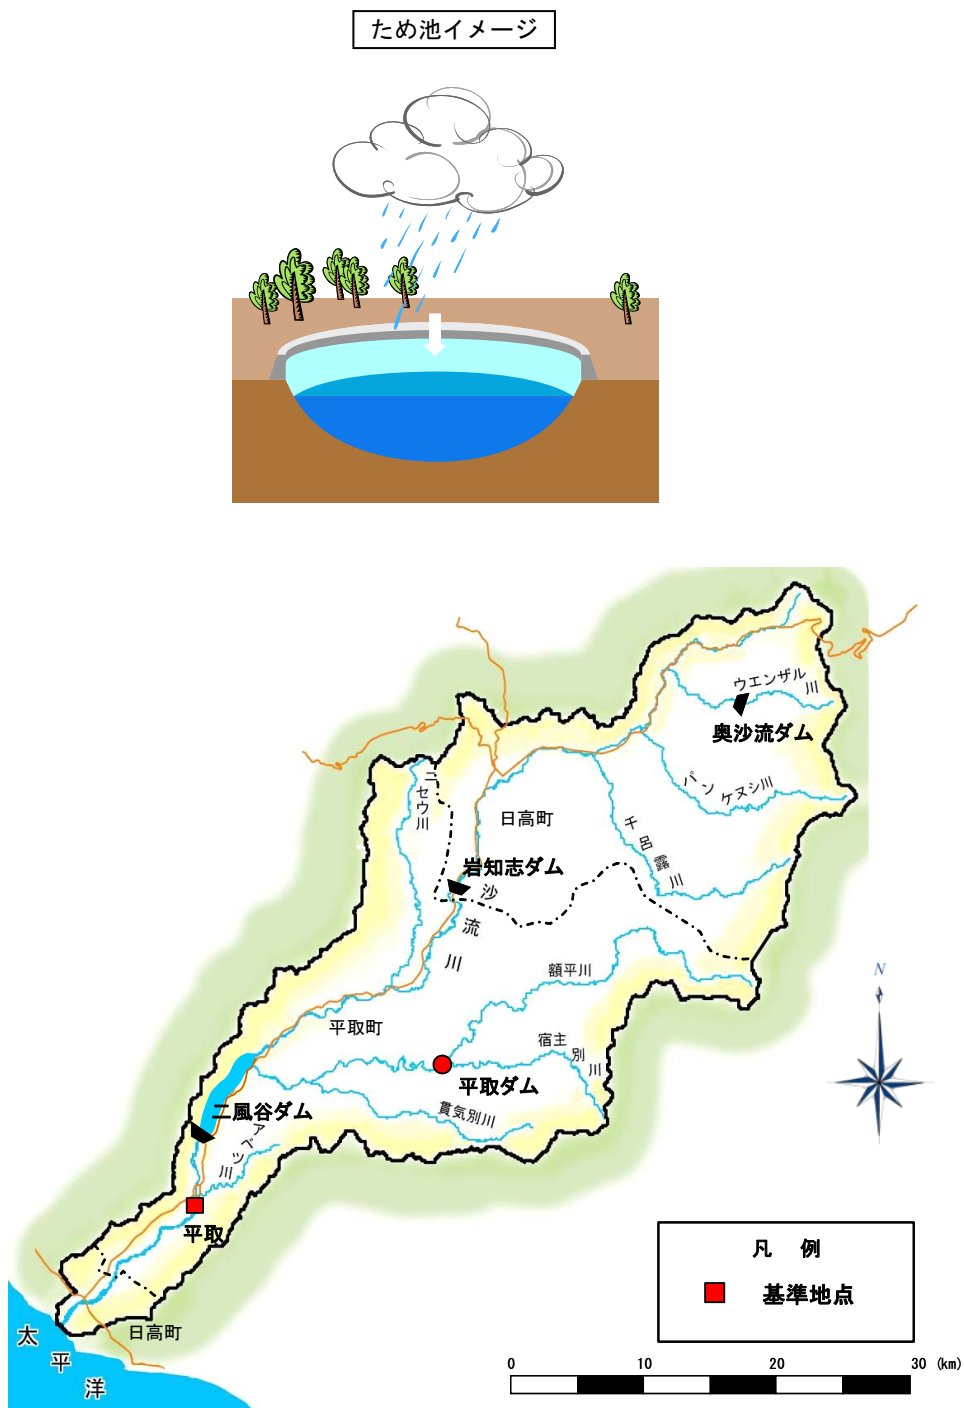 ため池イメージ
ウエンザル川
奥沙流ダム
パンケヌシ川
ニセウ川
日高町
千呂露川
岩知志ダム
沙流川
額平川
N
平取町
宿主別川
平取ダム
二風谷ダム
貫気別川
アベツ川
平取
凡 例
基準地点
日高町
太平洋
0 10 20 30 (km)